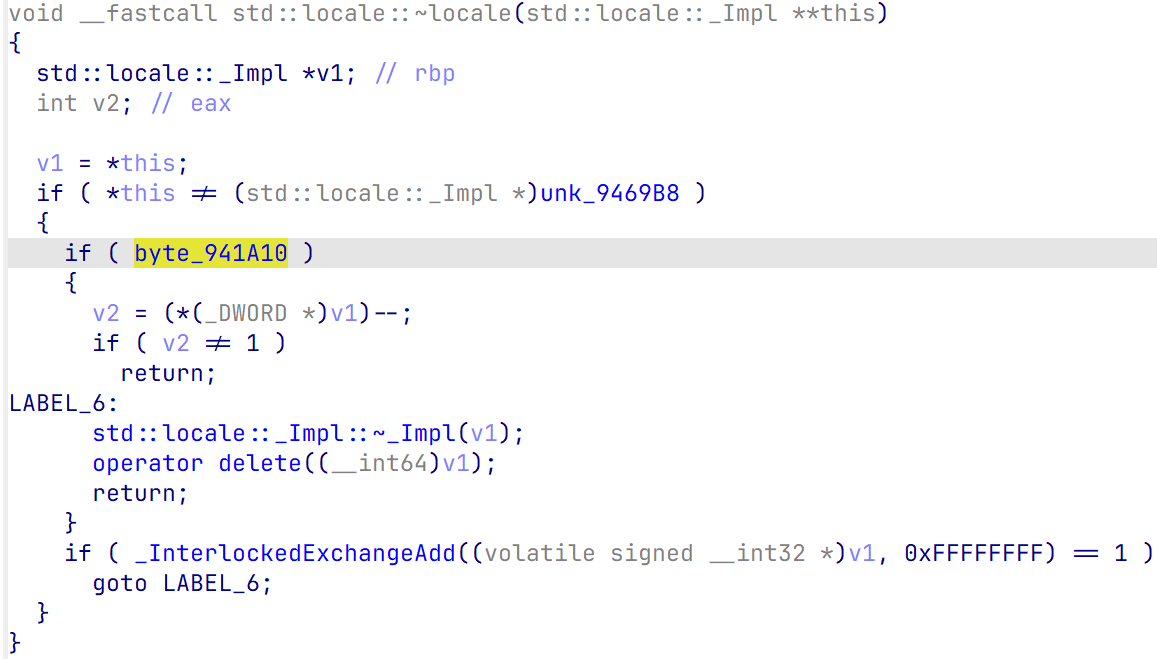 void __fastcall std::locale::~locale(std::locale::_Impl **this)
{
  std::locale::_Impl *v1; // rbp
  int v2; // eax

  v1 = *this;
  if ( *this != (std::locale::_Impl *)unk_9469B8 )
  {
    if ( byte_941A10 )
    {
      v2 = (*(_DWORD *)v1)--;
      if ( v2 != 1 )
        return;
LABEL_6:
      std::locale::_Impl::~_Impl(v1);
      operator delete((__int64)v1);
      return;
    }
    if ( _InterlockedExchangeAdd((volatile signed __int32 *)v1, 0xFFFFFFFF) == 1 )
      goto LABEL_6;
  }
}